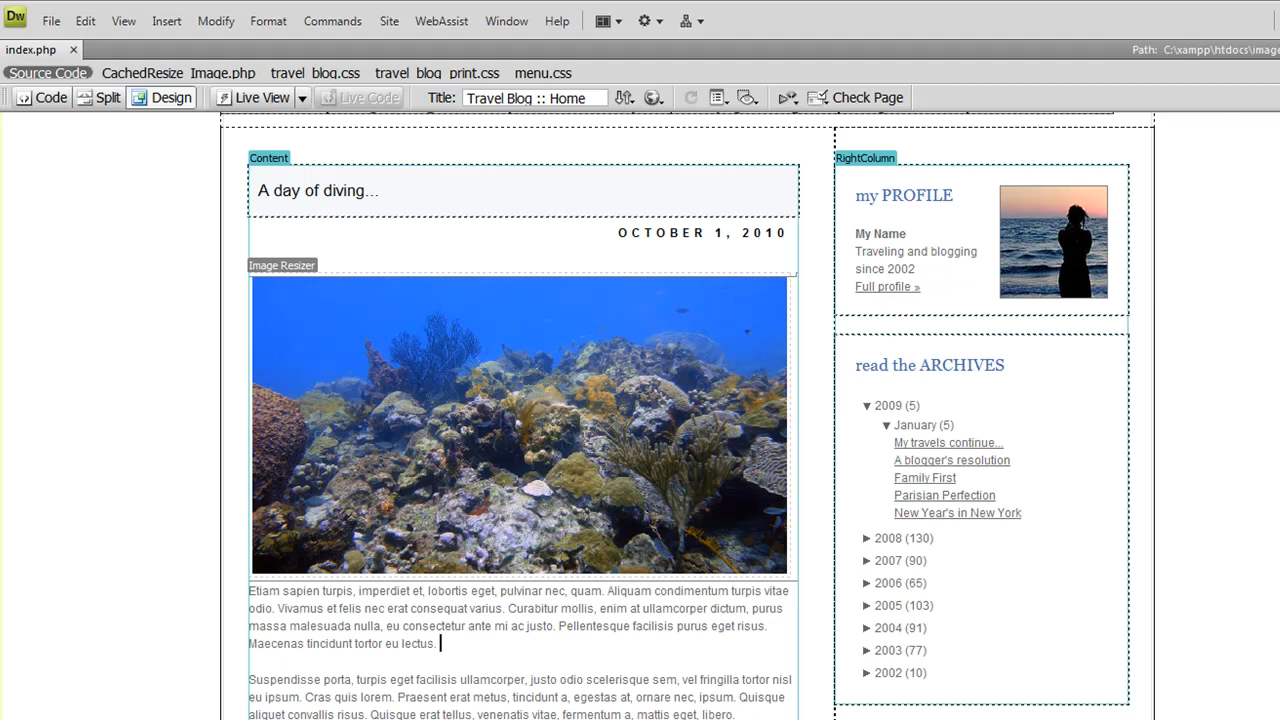 Dw
File Edit View Insert Modify Format Commands Site WebAssist Window Help
index.php × Path: C:\xampp\htdocs\image
Source Code CachedResize Image.php travel_blog.css travel_blog_print.css menu.css
Code Split Design Live View Live Code Title: Travel Blog :: Home Check Page
Content
A day of diving...
OCTOBER 1, 2010
Image Resizer
Etiam sapien turpis, imperdiet et, lobortis eget, pulvinar nec, quam. Aliquam condimentum turpis vitae
odio. Vivamus et felis nec erat consequat varius. Curabitur mollis, enim at ullamcorper dictum, purus
massa malesuada nulla, eu consectetur ante mi ac justo. Pellentesque facilisis purus eget risus.
Maecenas tincidunt tortor eu lectus.
Suspendisse porta, turpis eget facilisis ullamcorper, justo odio scelerisque sem, vel fringilla tortor nisl
eu ipsum. Cras quis lorem. Praesent erat metus, tincidunt a, egestas at, ornare nec, ipsum. Quisque
aliquet convallis risus. Quisque erat tellus, venenatis vitae, fermentum a, mattis eget, libero.
RightColumn
my PROFILE
My Name
Traveling and blogging
since 2002
Full profile »
read the ARCHIVES
▼ 2009 (5)
▼ January (5)
My travels continue...
A blogger's resolution
Family First
Parisian Perfection
New Year's in New York
► 2008 (130)
► 2007 (90)
► 2006 (65)
► 2005 (103)
► 2004 (91)
► 2003 (77)
► 2002 (10)